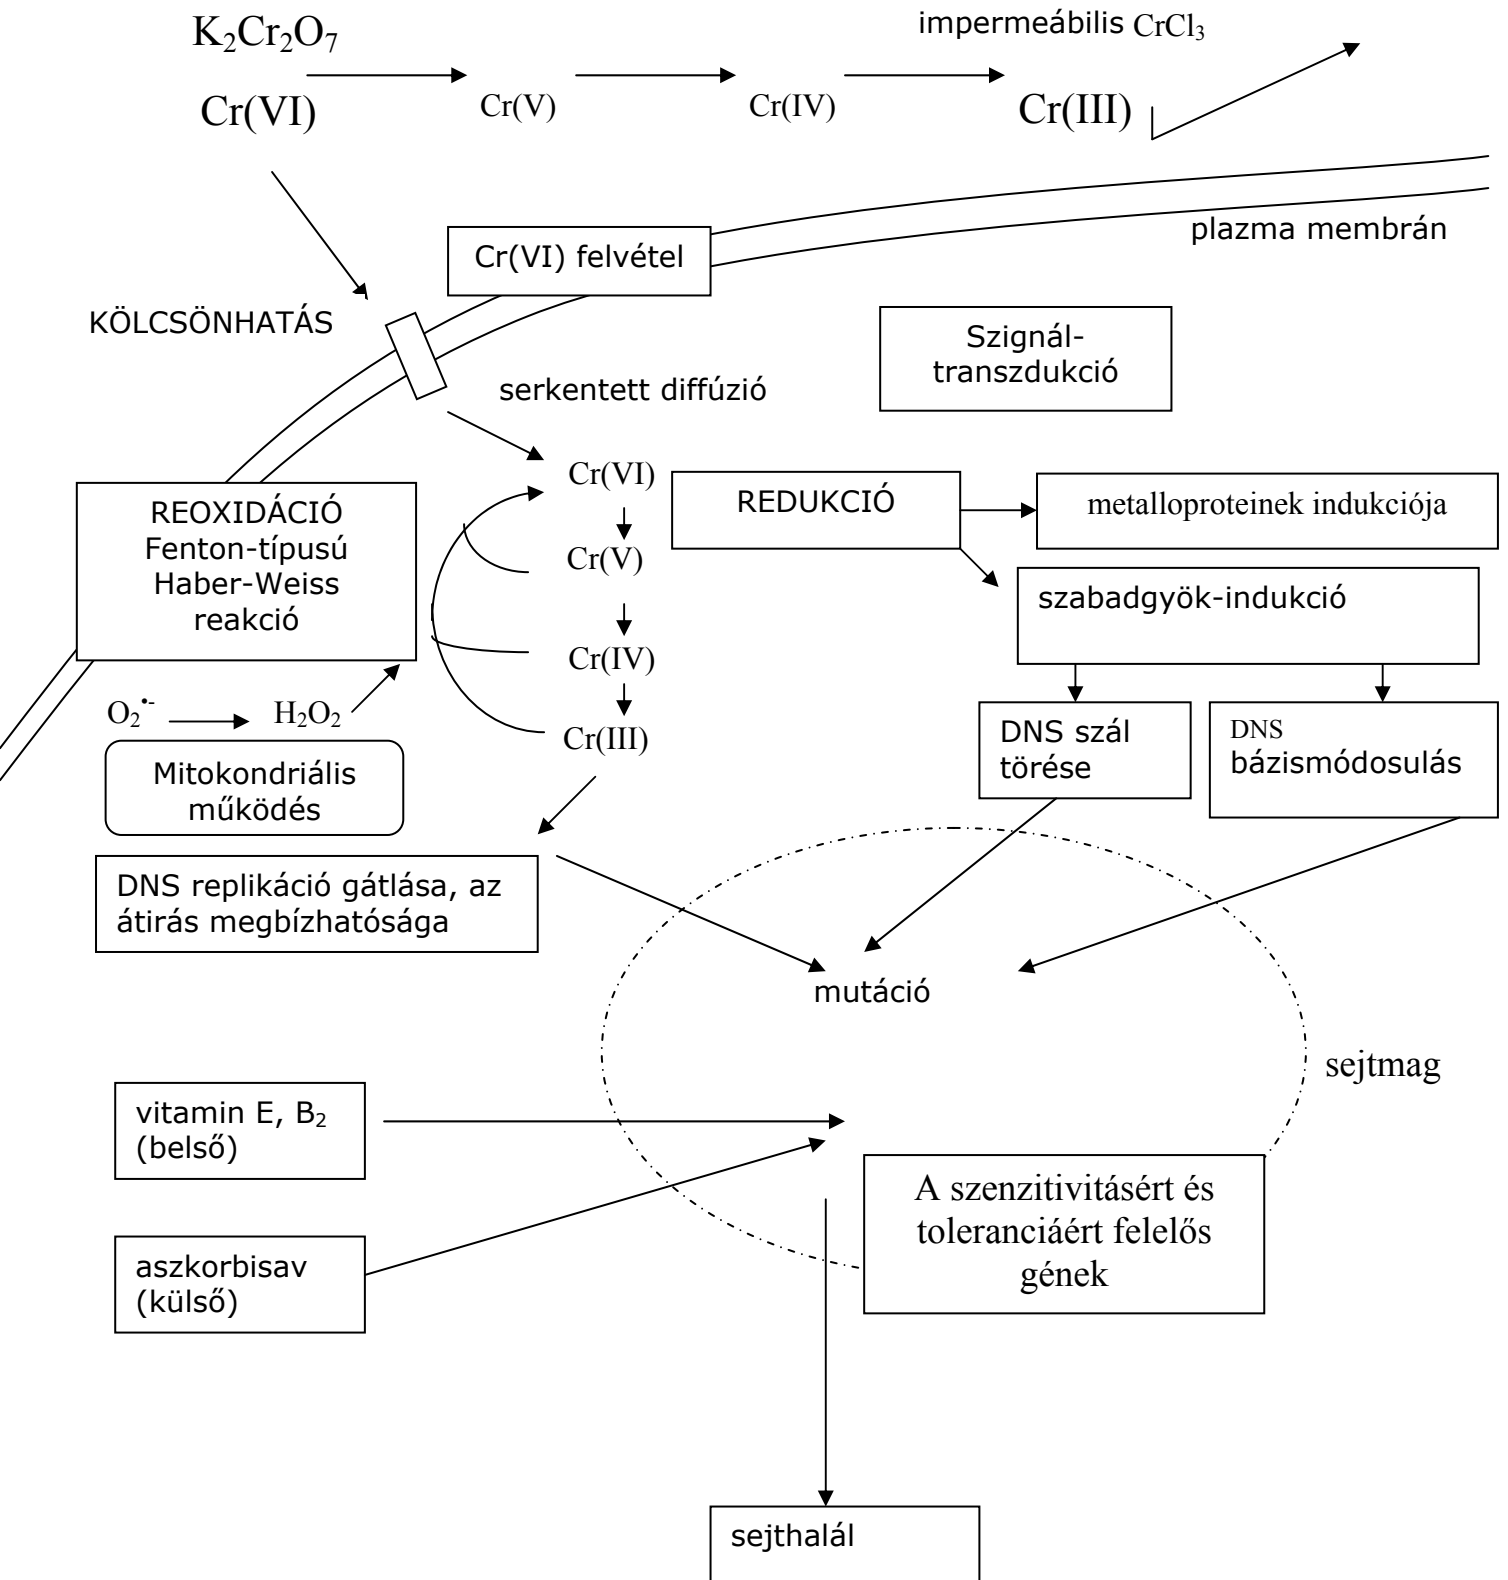 K₂Cr₂O₇
impermeábilis CrCl₃
Cr(VI)
Cr(V)
Cr(IV)
Cr(III)
plazma membrán
Cr(VI) felvétel
KÖLCSÖNHATÁS
Szignál-
transzdukció
serkentett diffúzió
Cr(VI)
REDUKCIÓ
metalloproteinek indukciója
REOXIDÁCIÓ
Fenton-típusú
Haber-Weiss
reakció
Cr(V)
szabadgyök-indukció
Cr(IV)
O₂•-
H₂O₂
Cr(III)
DNS szál
törése
DNS
bázismódosulás
Mitokondriális
működés
DNS replikáció gátlása, az
átirás megbízhatósága
mutáció
sejtmag
vitamin E, B₂
(belső)
A szenzitivitásért és
toleranciáért felelős
gének
aszkorbisav
(külső)
sejthalál